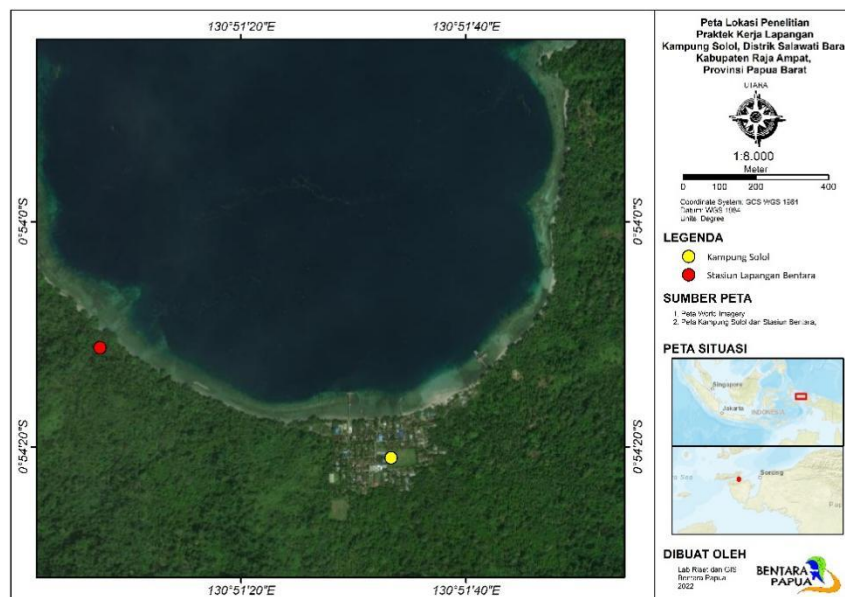 130°51'20"E 130°51'40"E
0°54'0"S 0°54'0"S
0°54'20"S 0°54'20"S
130°51'20"E 130°51'40"E
Peta Lokasi Penelitian
Praktek Kerja Lapangan
Kampung Solol, Distrik Salawati Bara
Kabupaten Raja Ampat,
Provinsi Papua Barat
UTARA
1:8.000
Meter
0 100 200 400
Coordinate System: GCS WGS 1984
Datum: WGS 1984
Units: Degree
LEGENDA
Kampung Solol
Stasiun Lapangan Bentara
SUMBER PETA
1. Peta World Imagery
2. Peta Kampung Solol dan Stasiun Bentara,
PETA SITUASI
Singapore
Jakarta
INDONESIA
Sorong
DIBUAT OLEH
Lab Riset dan GIS
Bentara Papua
2022
BENTARA
PAPUA